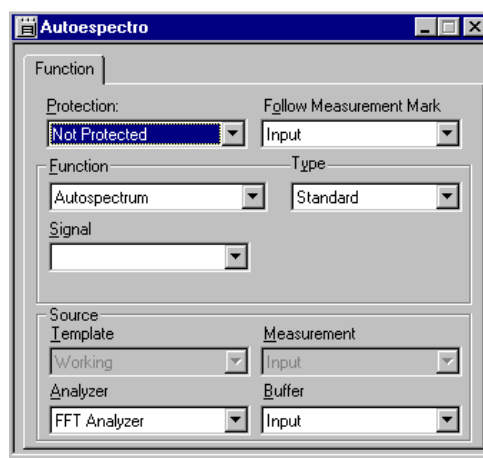 Autoespectro
Function
Protection: Follow Measurement Mark
Not Protected Input
Function Type
Autospectrum Standard
Signal
Source
Template Measurement
Working Input
Analyzer Buffer
FFT Analyzer Input